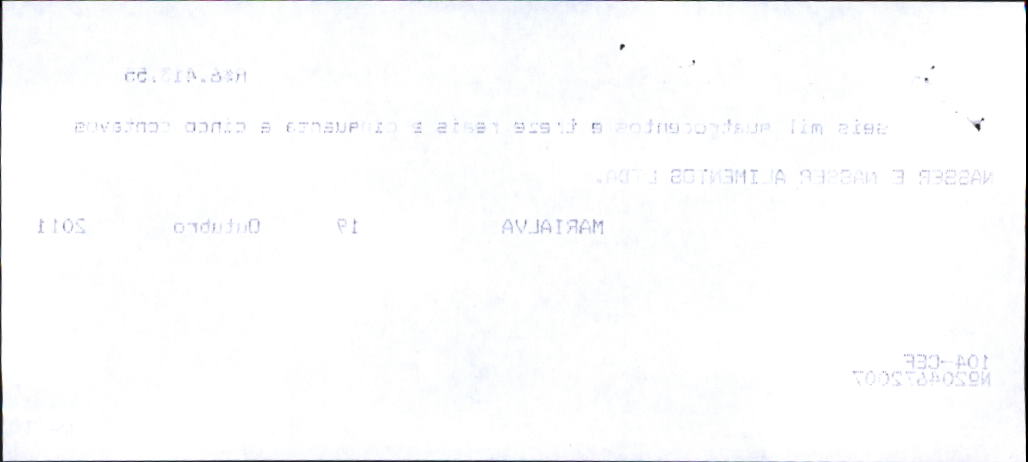 R$6.413.55
seis mil quatrocentos e treze reais e cinquenta e cinco centavos
NASSER E NASSER ALIMENTOS LTDA.
MARIALVA 19 Outubro 2011
104-CEF
Nº204672007